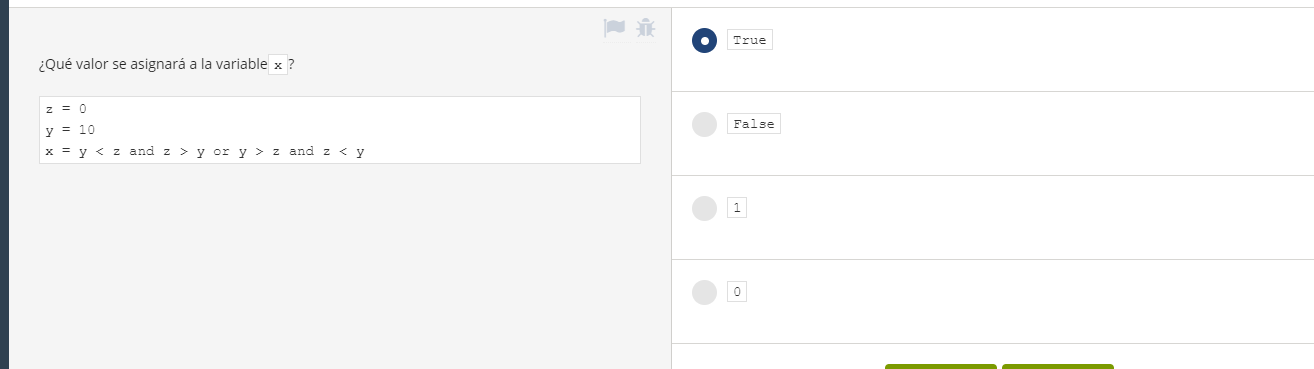 ¿Qué valor se asignará a la variable x ?
z = 0
y = 10
x = y < z and z > y or y > z and z < y
True
False
1
0